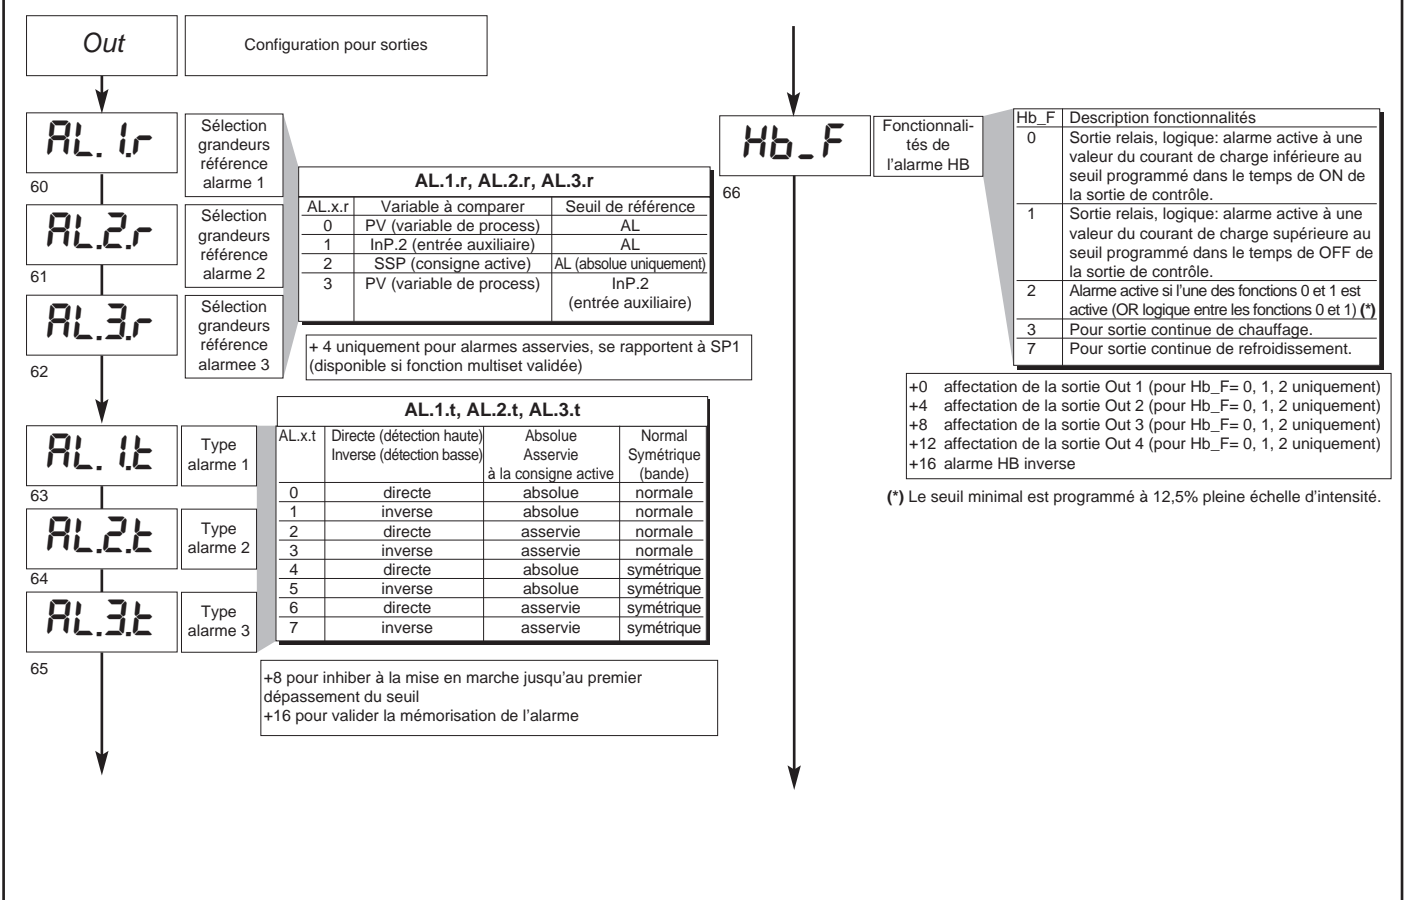 Out
Configuration pour sorties
AL. 1.r
60
Sélection
grandeurs
référence
alarme 1
AL.2.r
61
Sélection
grandeurs
référence
alarme 2
AL.3.r
62
Sélection
grandeurs
référence
alarmee 3
AL.1.r, AL.2.r, AL.3.r
AL.x.r Variable à comparer Seuil de référence
0 PV (variable de process) AL
1 InP.2 (entrée auxiliaire) AL
2 SSP (consigne active) AL (absolue uniquement)
3 PV (variable de process) InP.2
(entrée auxiliaire)
+ 4 uniquement pour alarmes asservies, se rapportent à SP1
(disponible si fonction multiset validée)
AL. 1.t
63
Type
alarme 1
AL.2.t
64
Type
alarme 2
AL.3.t
65
Type
alarme 3
AL.1.t, AL.2.t, AL.3.t
AL.x.t Directe (détection haute) Absolue Normal
Inverse (détection basse) Asservie Symétrique
à la consigne active (bande)
0 directe absolue normale
1 inverse absolue normale
2 directe asservie normale
3 inverse asservie normale
4 directe absolue symétrique
5 inverse absolue symétrique
6 directe asservie symétrique
7 inverse asservie symétrique
+8 pour inhiber à la mise en marche jusqu’au premier
dépassement du seuil
+16 pour valider la mémorisation de l’alarme
Hb_F
66
Fonctionnali-
tés de
l’alarme HB
Hb_F Description fonctionnalités
0 Sortie relais, logique: alarme active à une
valeur du courant de charge inférieure au
seuil programmé dans le temps de ON de
la sortie de contrôle.
1 Sortie relais, logique: alarme active à une
valeur du courant de charge supérieure au
seuil programmé dans le temps de OFF de
la sortie de contrôle.
2 Alarme active si l’une des fonctions 0 et 1 est
active (OR logique entre les fonctions 0 et 1) (*)
3 Pour sortie continue de chauffage.
7 Pour sortie continue de refroidissement.
+0 affectation de la sortie Out 1 (pour Hb_F= 0, 1, 2 uniquement)
+4 affectation de la sortie Out 2 (pour Hb_F= 0, 1, 2 uniquement)
+8 affectation de la sortie Out 3 (pour Hb_F= 0, 1, 2 uniquement)
+12 affectation de la sortie Out 4 (pour Hb_F= 0, 1, 2 uniquement)
+16 alarme HB inverse
(*) Le seuil minimal est programmé à 12,5% pleine échelle d’intensité.